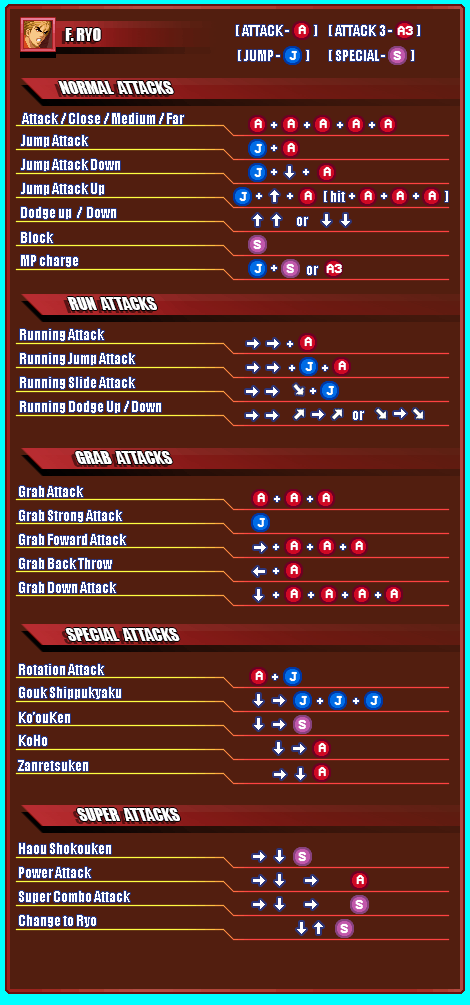 F. RYO
[ ATTACK - A ] [ ATTACK 3 - A3 ]
[ JUMP - J ] [ SPECIAL - S ]
NORMAL ATTACKS
Attack / Close / Medium / Far A + A + A + A + A
Jump Attack J + A
Jump Attack Down J + ↓ + A
Jump Attack Up J + ↑ + A [ hit + A + A + A ]
Dodge up / Down ↑ ↑ or ↓ ↓
Block S
MP charge J + S or A3
RUN ATTACKS
Running Attack → → + A
Running Jump Attack → → + J + A
Running Slide Attack → → ↘ + J
Running Dodge Up / Down → → ↗ → ↗ or ↘ → ↘
GRAB ATTACKS
Grab Attack A + A + A
Grab Strong Attack J
Grab Foward Attack → + A + A + A
Grab Back Throw ← + A
Grab Down Attack ↓ + A + A + A + A
SPECIAL ATTACKS
Rotation Attack A + J
Gouk Shippukyaku ↓ → J + J + J
Ko'ouKen ↓ → S
KoHo ↓ → A
Zanretsuken → ↓ A
SUPER ATTACKS
Haou Shokouken → ↓ S
Power Attack → ↓ → A
Super Combo Attack → ↓ → S
Change to Ryo ↓ ↑ S